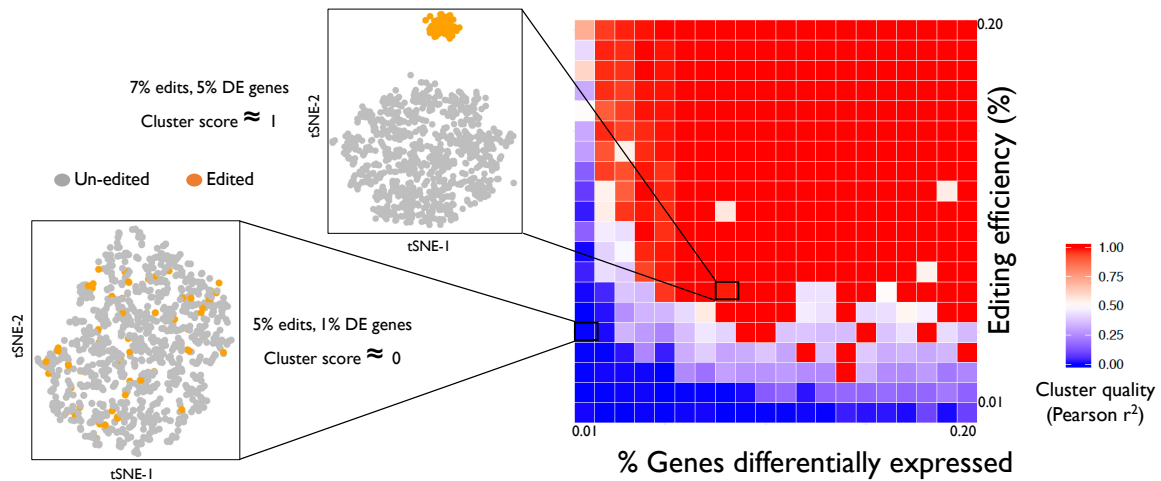 7% edits, 5% DE genes
Cluster score ≈ 1
Un-edited
Edited
tSNE-2
tSNE-1
5% edits, 1% DE genes
Cluster score ≈ 0
tSNE-2
tSNE-1
0.20
Editing efficiency (%)
0.01
0.01
0.20
% Genes differentially expressed
1.00
0.75
0.50
0.25
0.00
Cluster quality
(Pearson r²)